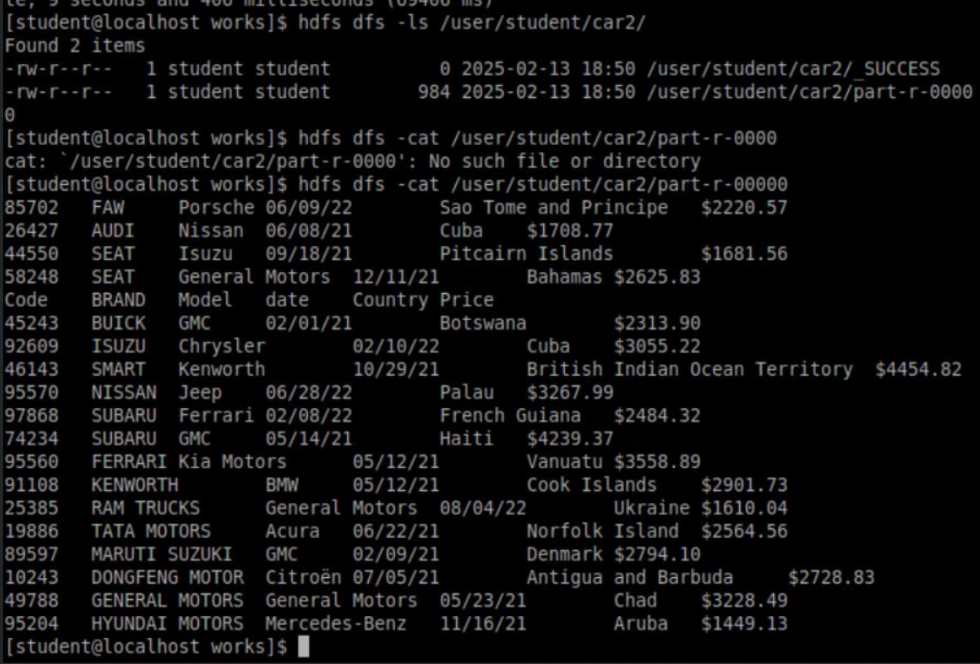 le, 9 seconds and 406 milliseconds (69406 ms)
[student@localhost works]$ hdfs dfs -ls /user/student/car2/
Found 2 items
-rw-r--r--   1 student student          0 2025-02-13 18:50 /user/student/car2/_SUCCESS
-rw-r--r--   1 student student        984 2025-02-13 18:50 /user/student/car2/part-r-0000
0
[student@localhost works]$ hdfs dfs -cat /user/student/car2/part-r-0000
cat: `/user/student/car2/part-r-0000': No such file or directory
[student@localhost works]$ hdfs dfs -cat /user/student/car2/part-r-00000
85702   FAW     Porsche 06/09/22        Sao Tome and Principe   $2220.57
26427   AUDI    Nissan  06/08/21        Cuba    $1708.77
44550   SEAT    Isuzu   09/18/21        Pitcairn Islands        $1681.56
58248   SEAT    General Motors  12/11/21        Bahamas $2625.83
Code    BRAND   Model   date    Country Price
45243   BUICK   GMC     02/01/21        Botswana        $2313.90
92609   ISUZU   Chrysler        02/10/22        Cuba    $3055.22
46143   SMART   Kenworth        10/29/21        British Indian Ocean Territory  $4454.82
95570   NISSAN  Jeep    06/28/22        Palau   $3267.99
97868   SUBARU  Ferrari 02/08/22        French Guiana   $2484.32
74234   SUBARU  GMC     05/14/21        Haiti   $4239.37
95560   FERRARI Kia Motors      05/12/21        Vanuatu $3558.89
91108   KENWORTH        BMW     05/12/21        Cook Islands    $2901.73
25385   RAM TRUCKS      General Motors  08/04/22        Ukraine $1610.04
19886   TATA MOTORS     Acura   06/22/21        Norfolk Island  $2564.56
89597   MARUTI SUZUKI   GMC     02/09/21        Denmark $2794.10
10243   DONGFENG MOTOR  Citroën 07/05/21        Antigua and Barbuda     $2728.83
49788   GENERAL MOTORS  General Motors  05/23/21        Chad    $3228.49
95204   HYUNDAI MOTORS  Mercedes-Benz   11/16/21        Aruba   $1449.13
[student@localhost works]$